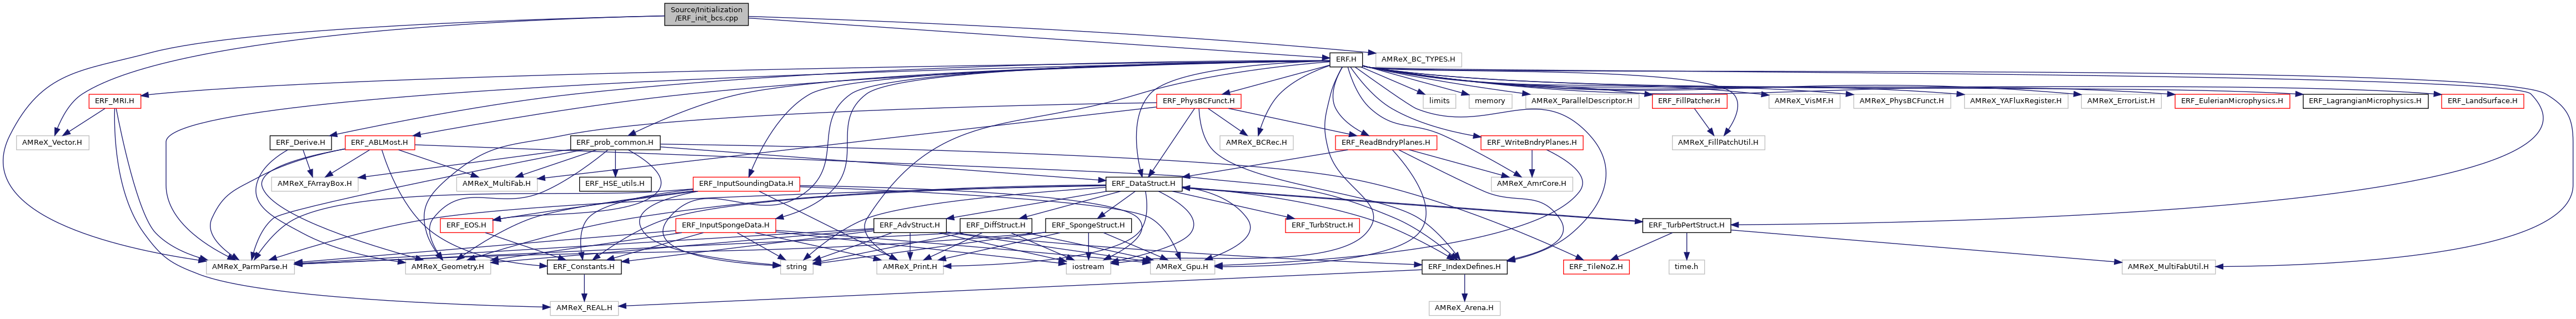 Source/Initialization
/ERF_init_bcs.cpp
ERF.H
AMReX_BC_TYPES.H
ERF_MRI.H
ERF_PhysBCFunct.H
limits
memory
AMReX_ParallelDescriptor.H
ERF_FillPatcher.H
AMReX_VisMF.H
AMReX_PhysBCFunct.H
AMReX_YAFluxRegister.H
AMReX_ErrorList.H
ERF_EulerianMicrophysics.H
ERF_LagrangianMicrophysics.H
ERF_LandSurface.H
AMReX_Vector.H
ERF_Derive.H
ERF_ABLMost.H
ERF_prob_common.H
AMReX_BCRec.H
ERF_ReadBndryPlanes.H
ERF_WriteBndryPlanes.H
AMReX_FillPatchUtil.H
AMReX_FArrayBox.H
AMReX_MultiFab.H
ERF_HSE_utils.H
ERF_InputSoundingData.H
ERF_DataStruct.H
AMReX_AmrCore.H
ERF_EOS.H
ERF_InputSpongeData.H
ERF_AdvStruct.H
ERF_DiffStruct.H
ERF_SpongeStruct.H
ERF_TurbStruct.H
ERF_TurbPertStruct.H
AMReX_ParmParse.H
AMReX_Geometry.H
ERF_Constants.H
string
AMReX_Print.H
iostream
AMReX_Gpu.H
ERF_IndexDefines.H
ERF_TileNoZ.H
time.h
AMReX_MultiFabUtil.H
AMReX_REAL.H
AMReX_Arena.H